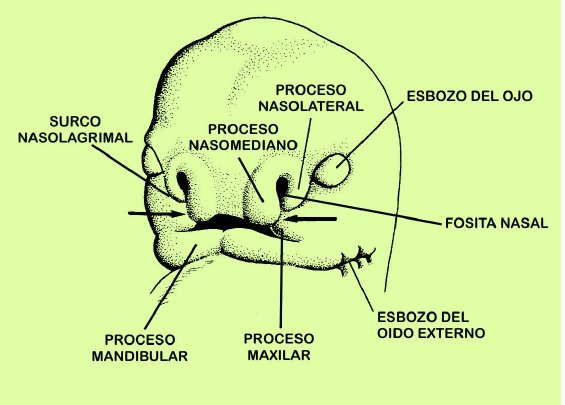 PROCESO
NASOLATERAL
ESBOZO DEL OJO
SURCO
NASOLAGRIMAL
PROCESO
NASOMEDIANO
FOSITA NASAL
ESBOZO DEL
OIDO EXTERNO
PROCESO
MANDIBULAR
PROCESO
MAXILAR